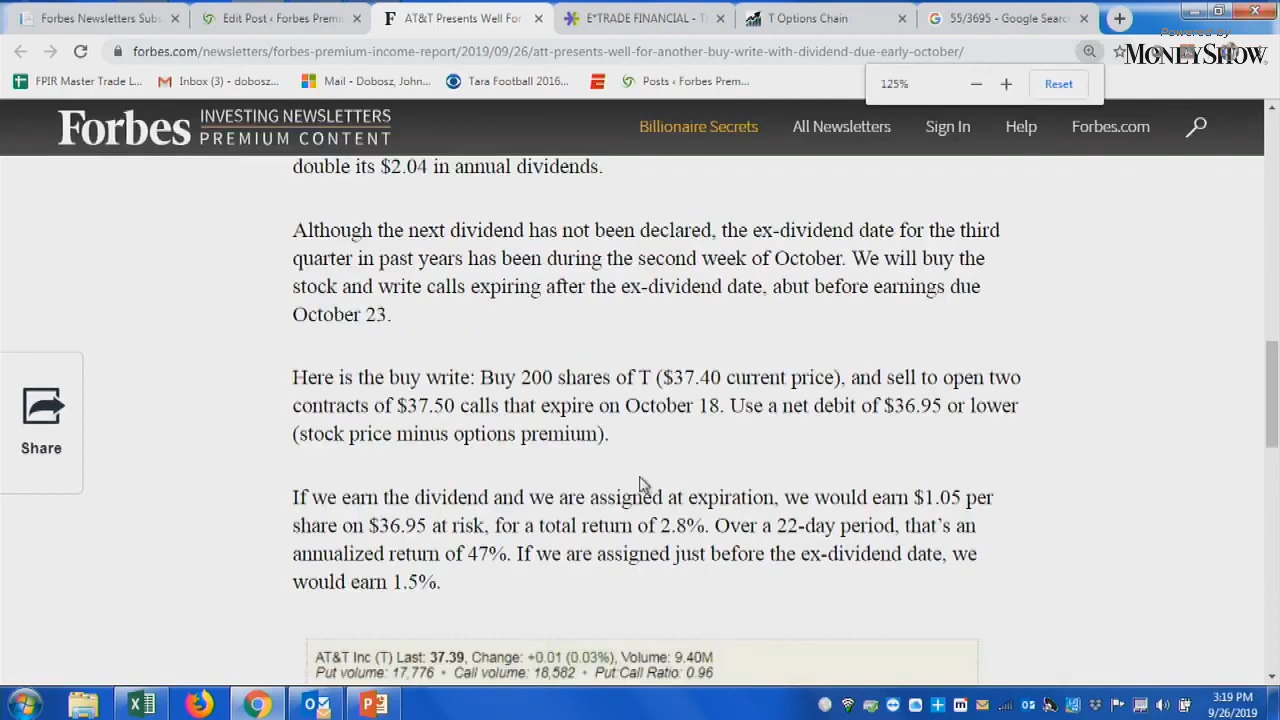 Forbes Newsletters Subs
Edit Post ‹ Forbes Premi
AT&T Presents Well For
E*TRADE FINANCIAL - T
T Options Chain
55/3695 - Google Searc
Powered by
MONEYSHOW
forbes.com/newsletters/forbes-premium-income-report/2019/09/26/att-presents-well-for-another-buy-write-with-dividend-due-early-october/
FPIR Master Trade L...
Inbox (3) - dobosz...
Mail - Dobosz, John...
Tara Football 2016...
Posts ‹ Forbes Prem...
125%
Reset
Forbes
INVESTING NEWSLETTERS
PREMIUM CONTENT
Billionaire Secrets
All Newsletters
Sign In
Help
Forbes.com
double its $2.04 in annual dividends.
Although the next dividend has not been declared, the ex-dividend date for the third
quarter in past years has been during the second week of October. We will buy the
stock and write calls expiring after the ex-dividend date, abut before earnings due
October 23.
Here is the buy write: Buy 200 shares of T ($37.40 current price), and sell to open two
contracts of $37.50 calls that expire on October 18. Use a net debit of $36.95 or lower
(stock price minus options premium).
Share
If we earn the dividend and we are assigned at expiration, we would earn $1.05 per
share on $36.95 at risk, for a total return of 2.8%. Over a 22-day period, that's an
annualized return of 47%. If we are assigned just before the ex-dividend date, we
would earn 1.5%.
AT&T Inc (T) Last: 37.39, Change: +0.01 (0.03%), Volume: 9.40M
Put volume: 17,776 • Call volume: 18,582 • Put:Call Ratio: 0.96
3:19 PM
9/26/2019